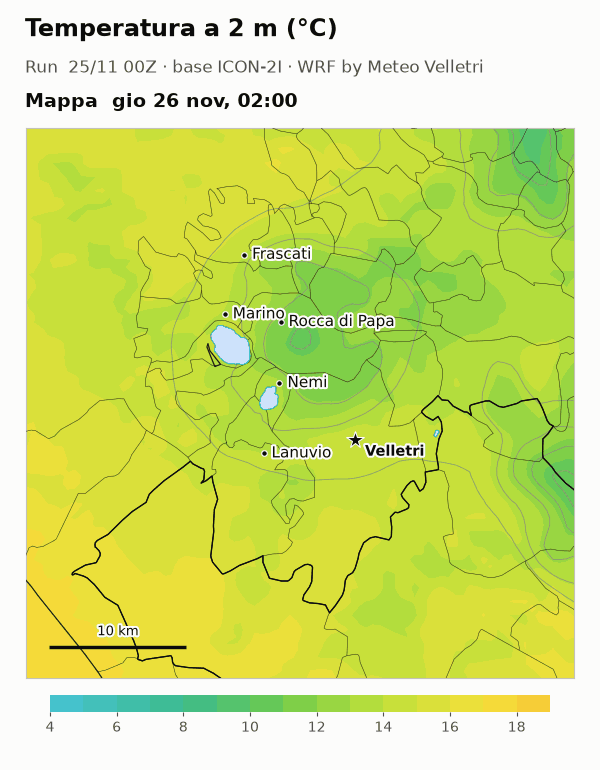 Temperatura a 2 m (°C)
Run  25/11 00Z · base ICON-2I · WRF by Meteo Velletri
Mappa  gio 26 nov, 02:00
Frascati
Marino
Rocca di Papa
Nemi
Velletri
Lanuvio
10 km
4 6 8 10 12 14 16 18